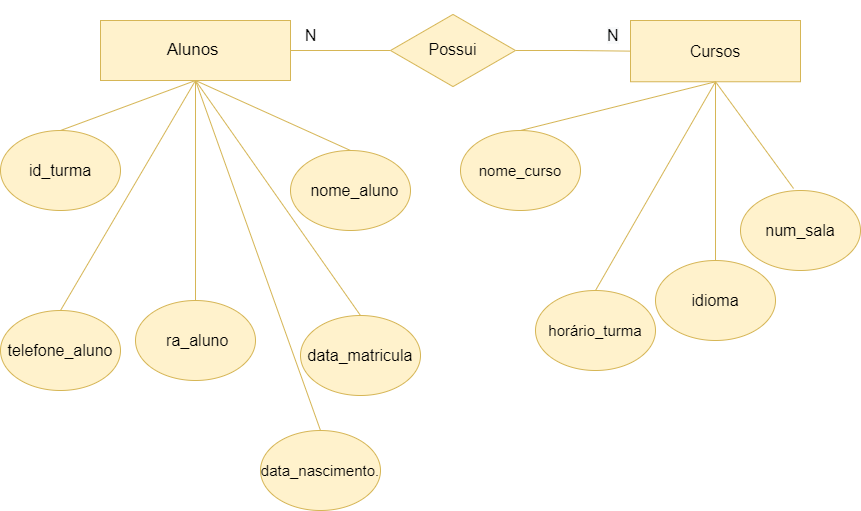 Alunos
N
Possui
N
Cursos
id_turma
nome_aluno
nome_curso
num_sala
telefone_aluno
ra_aluno
data_matricula
horário_turma
idioma
data_nascimento.